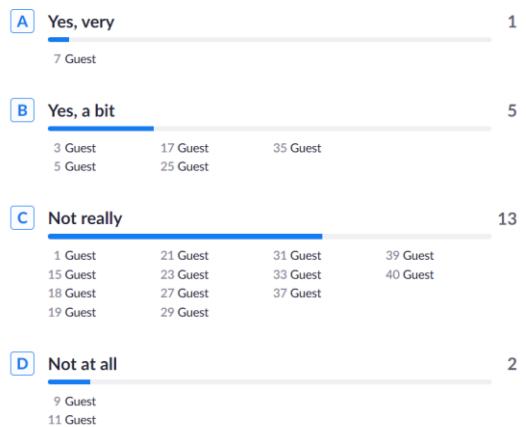 A Yes, very 1
7 Guest
B Yes, a bit 5
3 Guest 17 Guest 35 Guest
5 Guest 25 Guest
C Not really 13
1 Guest 21 Guest 31 Guest 39 Guest
15 Guest 23 Guest 33 Guest 40 Guest
18 Guest 27 Guest 37 Guest
19 Guest 29 Guest
D Not at all 2
9 Guest
11 Guest